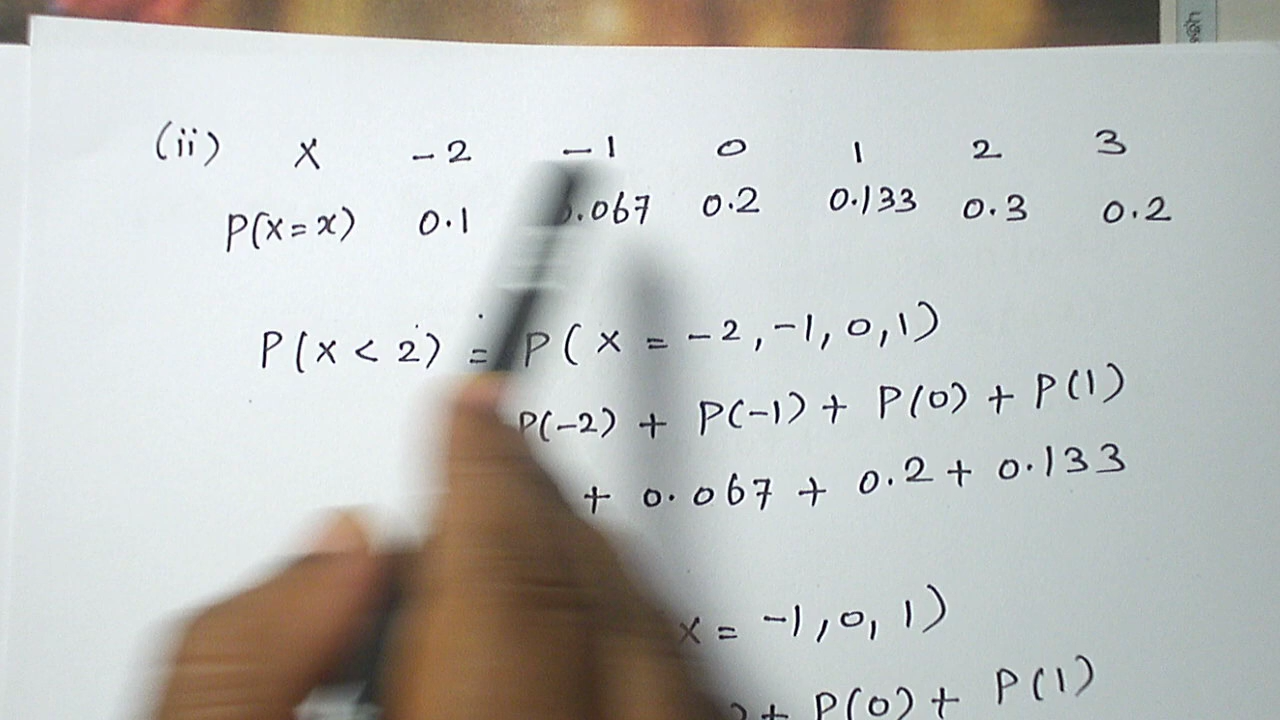 (ii) X -2 -1 0 1 2 3
P(X=x) 0.1 .067 0.2 0.133 0.3 0.2
P(X < 2) = P( X = -2, -1, 0, 1)
P(-2) + P(-1) + P(0) + P(1)
+ 0.067 + 0.2 + 0.133
X = -1, 0, 1)
) + P(0) + P(1)